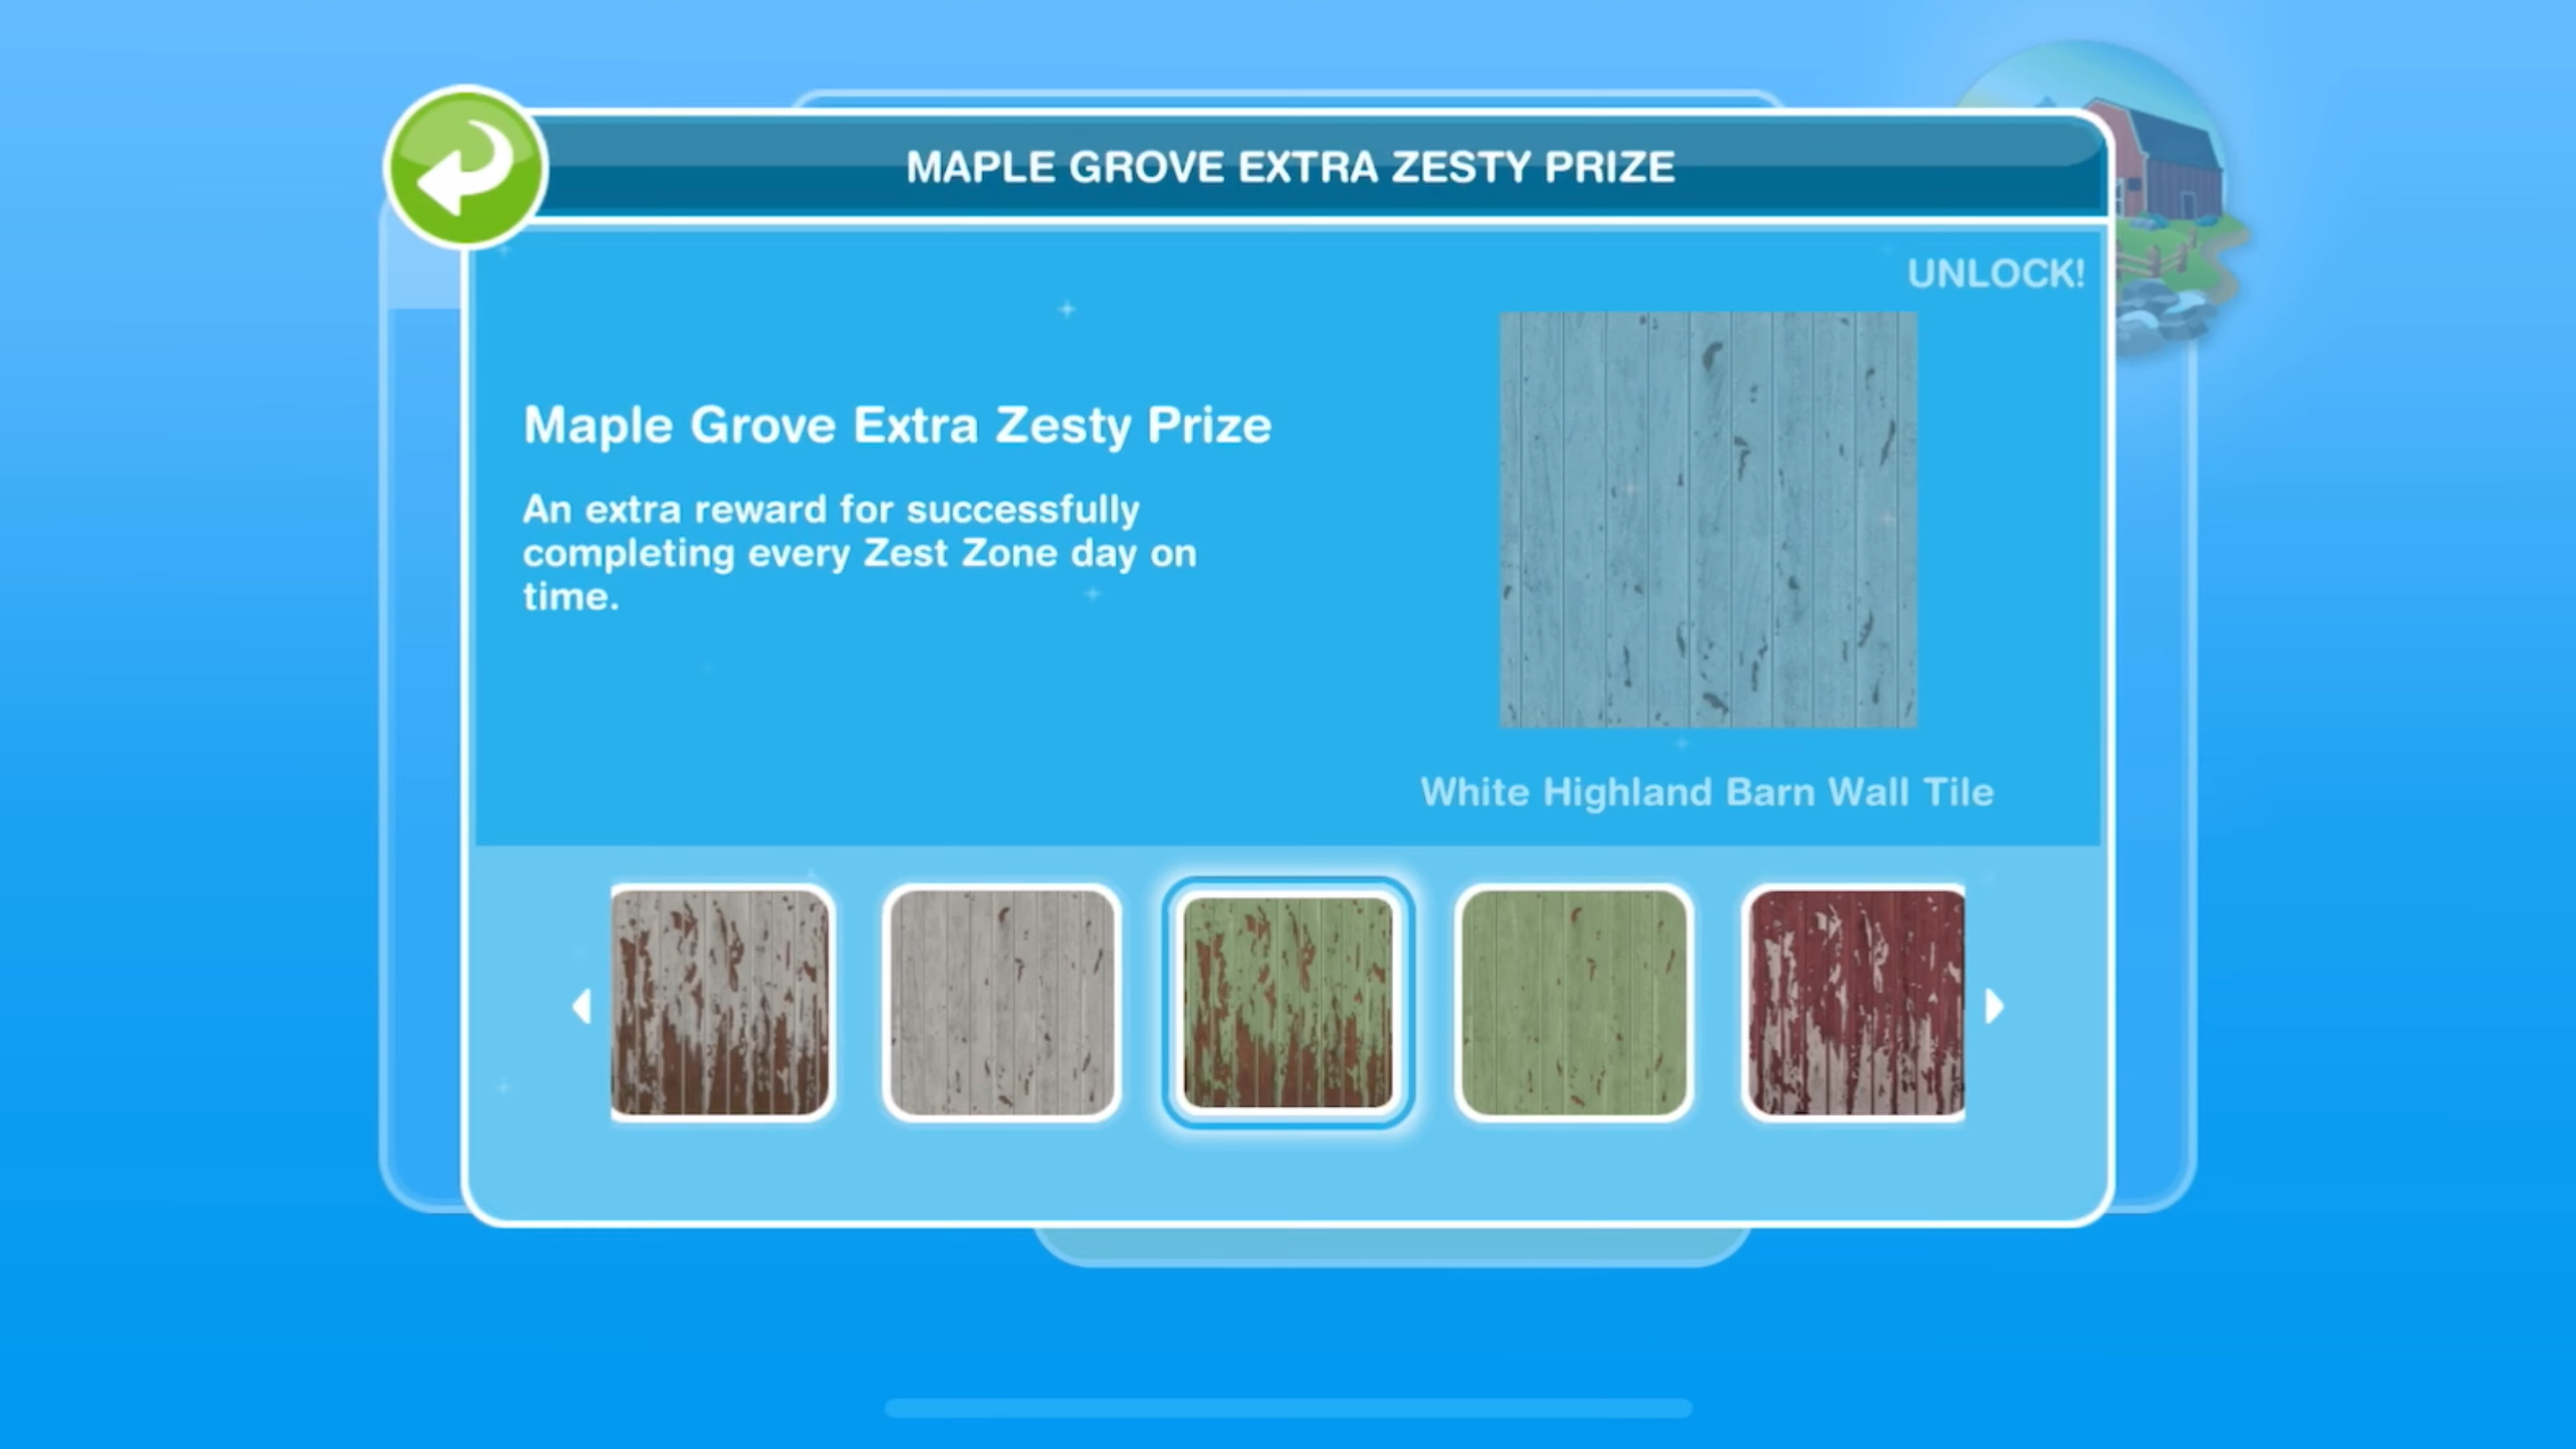 MAPLE GROVE EXTRA ZESTY PRIZE
UNLOCK!
Maple Grove Extra Zesty Prize
An extra reward for successfully
completing every Zest Zone day on
time.
White Highland Barn Wall Tile